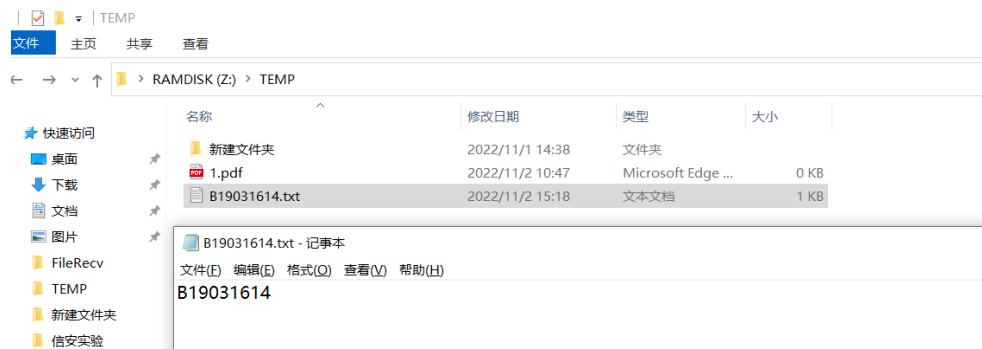 TEMP
文件 主页 共享 查看
RAMDISK (Z:) > TEMP
名称 修改日期 类型 大小
快速访问
桌面
下载
文档
图片
FileRecv
TEMP
新建文件夹
信安实验
新建文件夹 2022/11/1 14:38 文件夹
PDF 1.pdf 2022/11/2 10:47 Microsoft Edge ... 0 KB
B19031614.txt 2022/11/2 15:18 文本文档 1 KB
B19031614.txt - 记事本
文件(F) 编辑(E) 格式(O) 查看(V) 帮助(H)
B19031614